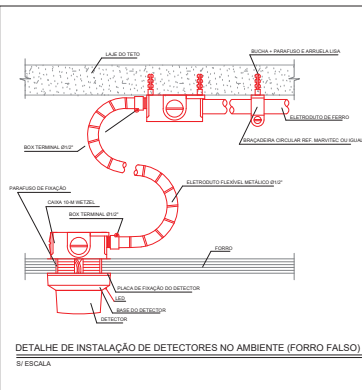 LAJE DO TETO
BUCHA + PARAFUSO E ARRUELA LISA
ELETRODUTO DE FERRO
BRAÇADEIRA CIRCULAR REF. MARVITEC OU IGUAL
BOX TERMINAL Ø1/2"
PARAFUSO DE FIXAÇÃO
ELETRODUTO FLEXÍVEL METÁLICO Ø1/2"
CAIXA 10-M WETZEL
BOX TERMINAL Ø1/2"
FORRO
PLACA DE FIXAÇÃO DO DETECTOR
LED
BASE DO DETECTOR
DETECTOR
DETALHE DE INSTALAÇÃO DE DETECTORES NO AMBIENTE (FORRO FALSO)
S/ ESCALA